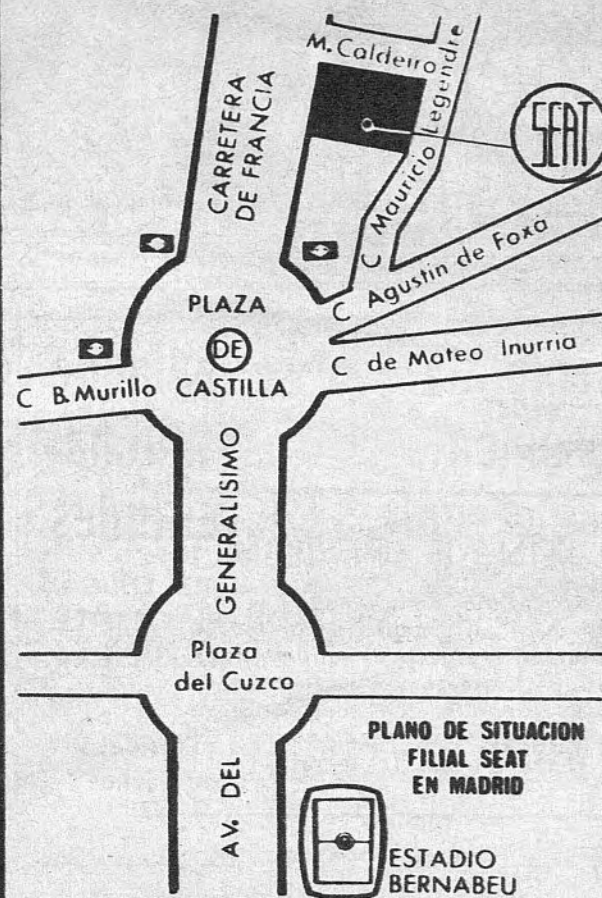 M. Caldeiro
SEAT
CARRETERA
DE FRANCIA
C Mauricio Legendre
C Agustin de Foxá
PLAZA
DE
CASTILLA
C de Mateo Inurria
C B. Murillo
GENERALISIMO
Plaza
del Cuzco
AV. DEL
PLANO DE SITUACION
FILIAL SEAT
EN MADRID
ESTADIO
BERNABEU